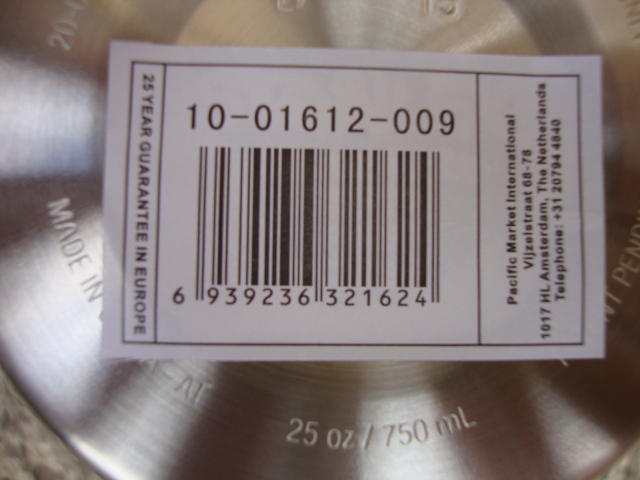 25 YEAR GUARANTEE IN EUROPE
10-01612-009
6 939236 321624
Pacific Market International
Vijzelstraat 68-78
1017 HL Amsterdam, The Netherlands
Telephone: +31 20794 4840
MADE IN
25 oz / 750 mL